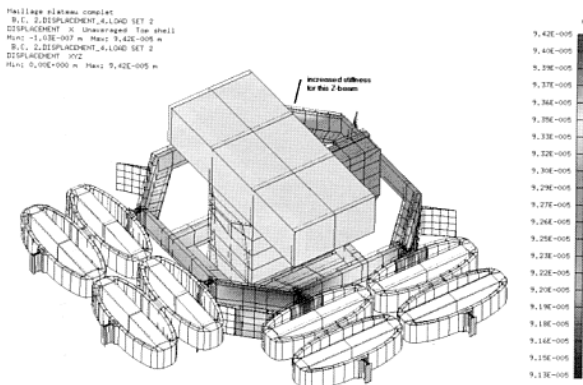 Maillage plateau complet
B.C. 2,DISPLACEMENT_4,LOAD SET 2
DISPLACEMENT X Unaveraged Top shell
Min: -1,03E-007 m Max: 9,42E-005 m
B.C. 2,DISPLACEMENT_4,LOAD SET 2
DISPLACEMENT XYZ
Min: 0,00E+000 m Max: 9,42E-005 m
increased stiffness
for this Z-beam
9.42E-005
9.40E-005
9.39E-005
9.37E-005
9.36E-005
9.35E-005
9.33E-005
9.32E-005
9.30E-005
9.29E-005
9.27E-005
9.26E-005
9.25E-005
9.23E-005
9.22E-005
9.20E-005
9.19E-005
9.18E-005
9.16E-005
9.15E-005
9.13E-005